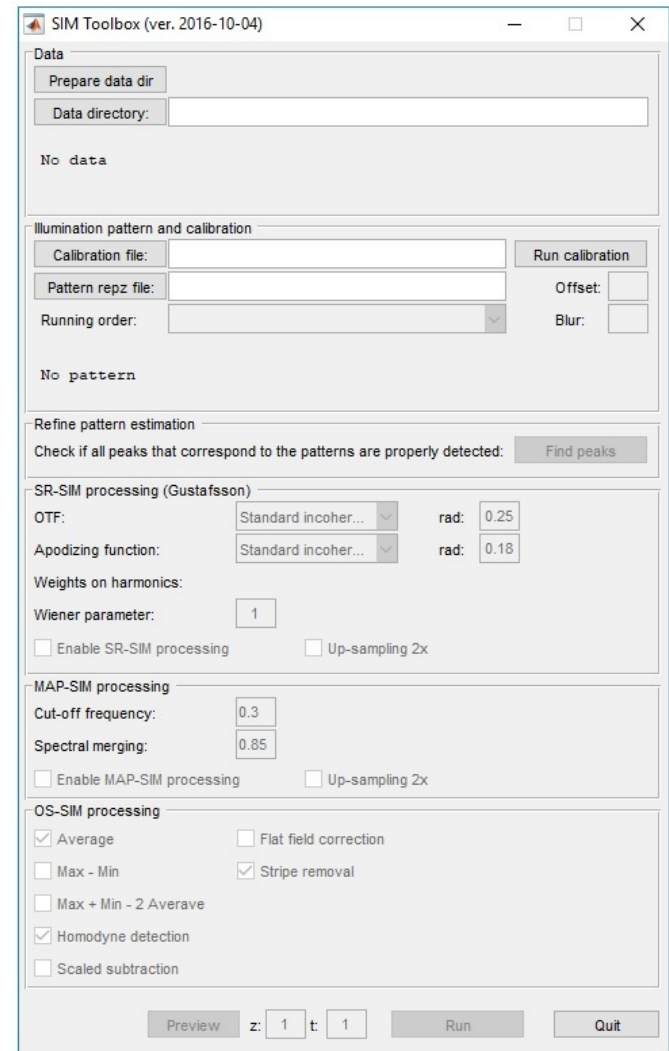 SIM Toolbox (ver. 2016-10-04)
Data
Prepare data dir
Data directory:
No data
Illumination pattern and calibration
Calibration file: Run calibration
Pattern repz file: Offset:
Running order: Blur:
No pattern
Refine pattern estimation
Check if all peaks that correspond to the patterns are properly detected: Find peaks
SR-SIM processing (Gustafsson)
OTF: Standard incoher... rad: 0.25
Apodizing function: Standard incoher... rad: 0.18
Weights on harmonics:
Wiener parameter: 1
Enable SR-SIM processing Up-sampling 2x
MAP-SIM processing
Cut-off frequency: 0.3
Spectral merging: 0.85
Enable MAP-SIM processing Up-sampling 2x
OS-SIM processing
Average Flat field correction
Max - Min Stripe removal
Max + Min - 2 Averave
Homodyne detection
Scaled subtraction
Preview z: 1 t: 1 Run Quit